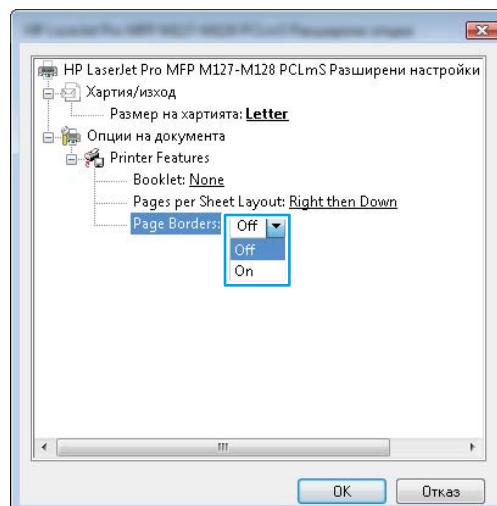 HP LaserJet Pro MFP M127-M128 PCLmS Разширени настройки
Хартия/изход
Размер на хартията: Letter
Опции на документа
Printer Features
Booklet: None
Pages per Sheet Layout: Right then Down
Page Borders: Off
Off
On
OK Отказ